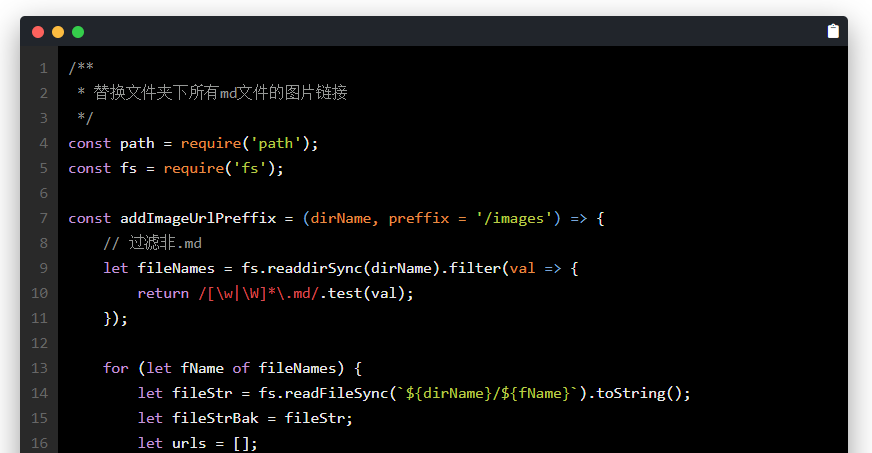 1 /**
2  * 替换文件夹下所有md文件的图片链接
3  */
4 const path = require('path');
5 const fs = require('fs');
6
7 const addImageUrlPreffix = (dirName, preffix = '/images') => {
8     // 过滤非.md
9     let fileNames = fs.readdirSync(dirName).filter(val => {
10         return /[\w|\W]*\.md/.test(val);
11     });
12
13     for (let fName of fileNames) {
14         let fileStr = fs.readFileSync(`${dirName}/${fName}`).toString();
15         let fileStrBak = fileStr;
16         let urls = [];